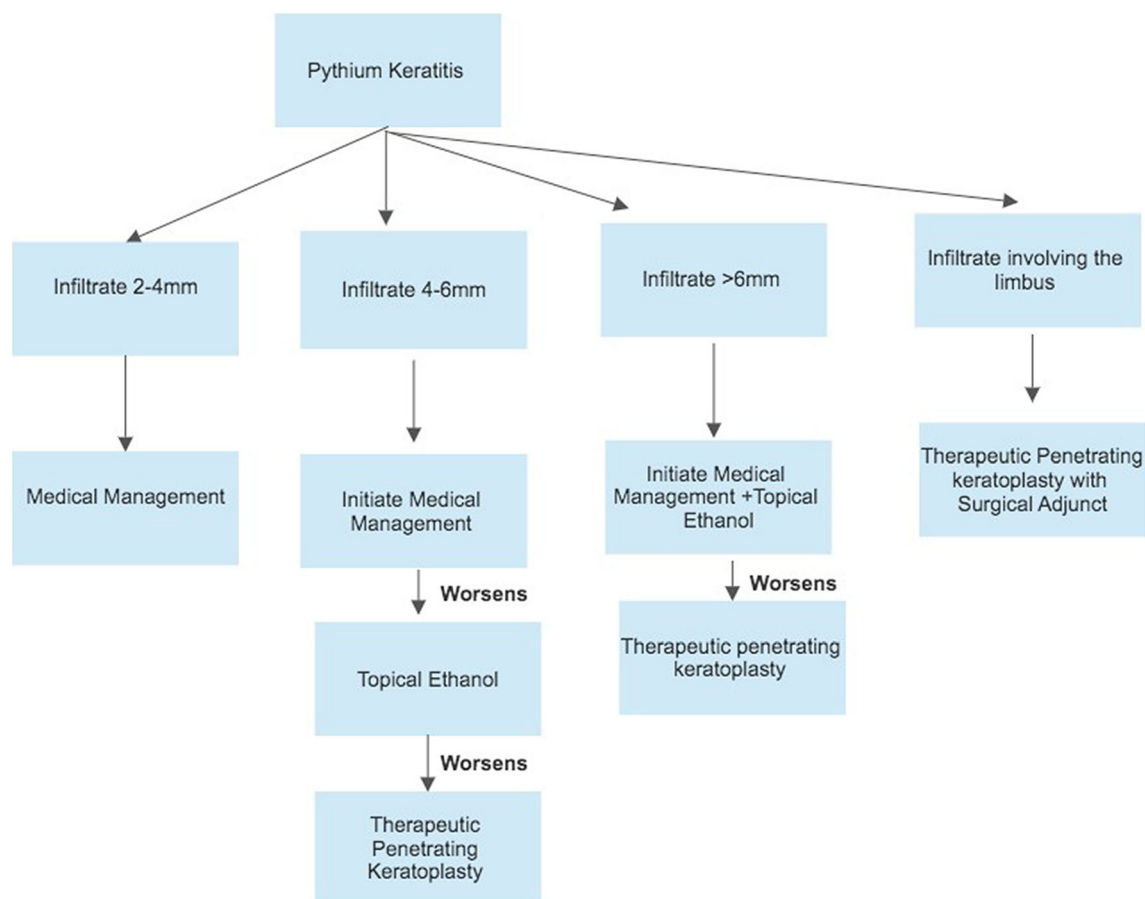 Pythium Keratitis
Infiltrate 2-4mm
Infiltrate 4-6mm
Infiltrate >6mm
Infiltrate involving the
limbus
Medical Management
Initiate Medical
Management
Initiate Medical
Management +Topical
Ethanol
Therapeutic Penetrating
keratoplasty with
Surgical Adjunct
Worsens
Worsens
Topical Ethanol
Therapeutic penetrating
keratoplasty
Worsens
Therapeutic
Penetrating
Keratoplasty